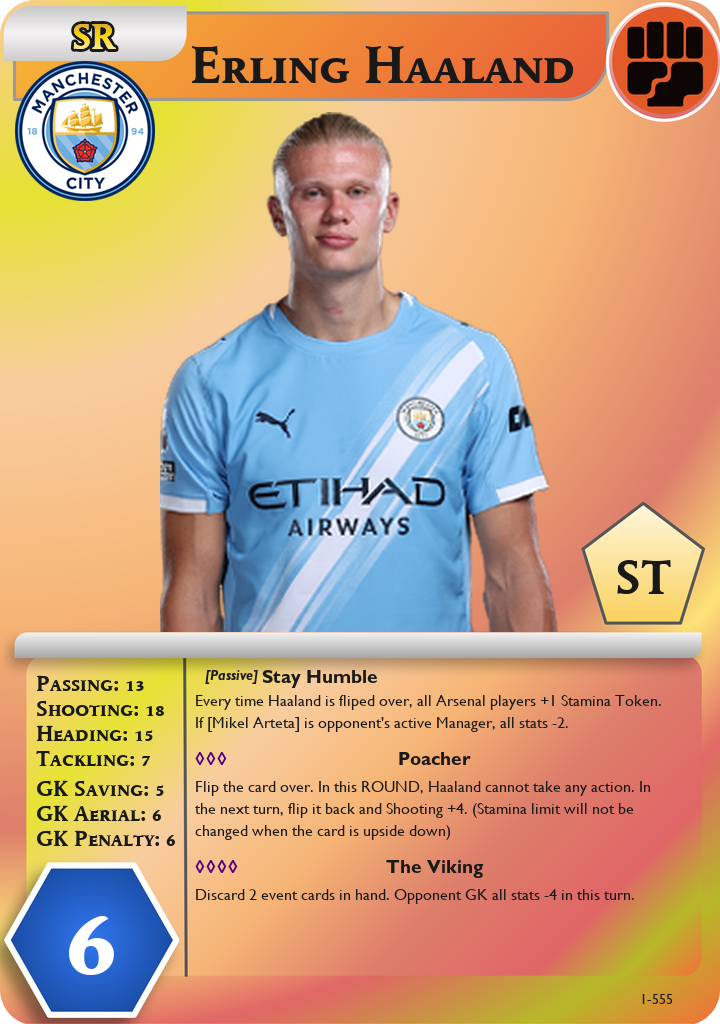 SR
Erling Haaland
MANCHESTER
18 94
CITY
ETIHAD
AIRWAYS
ST
Passing: 13
Shooting: 18
Heading: 15
Tackling: 7
GK Saving: 5
GK Aerial: 6
GK Penalty: 6
6
[Passive] Stay Humble
Every time Haaland is fliped over, all Arsenal players +1 Stamina Token.
If [Mikel Arteta] is opponent's active Manager, all stats -2.
◊◊◊ Poacher
Flip the card over. In this ROUND, Haaland cannot take any action. In
the next turn, flip it back and Shooting +4. (Stamina limit will not be
changed when the card is upside down)
◊◊◊◊ The Viking
Discard 2 event cards in hand. Opponent GK all stats -4 in this turn.
1-555